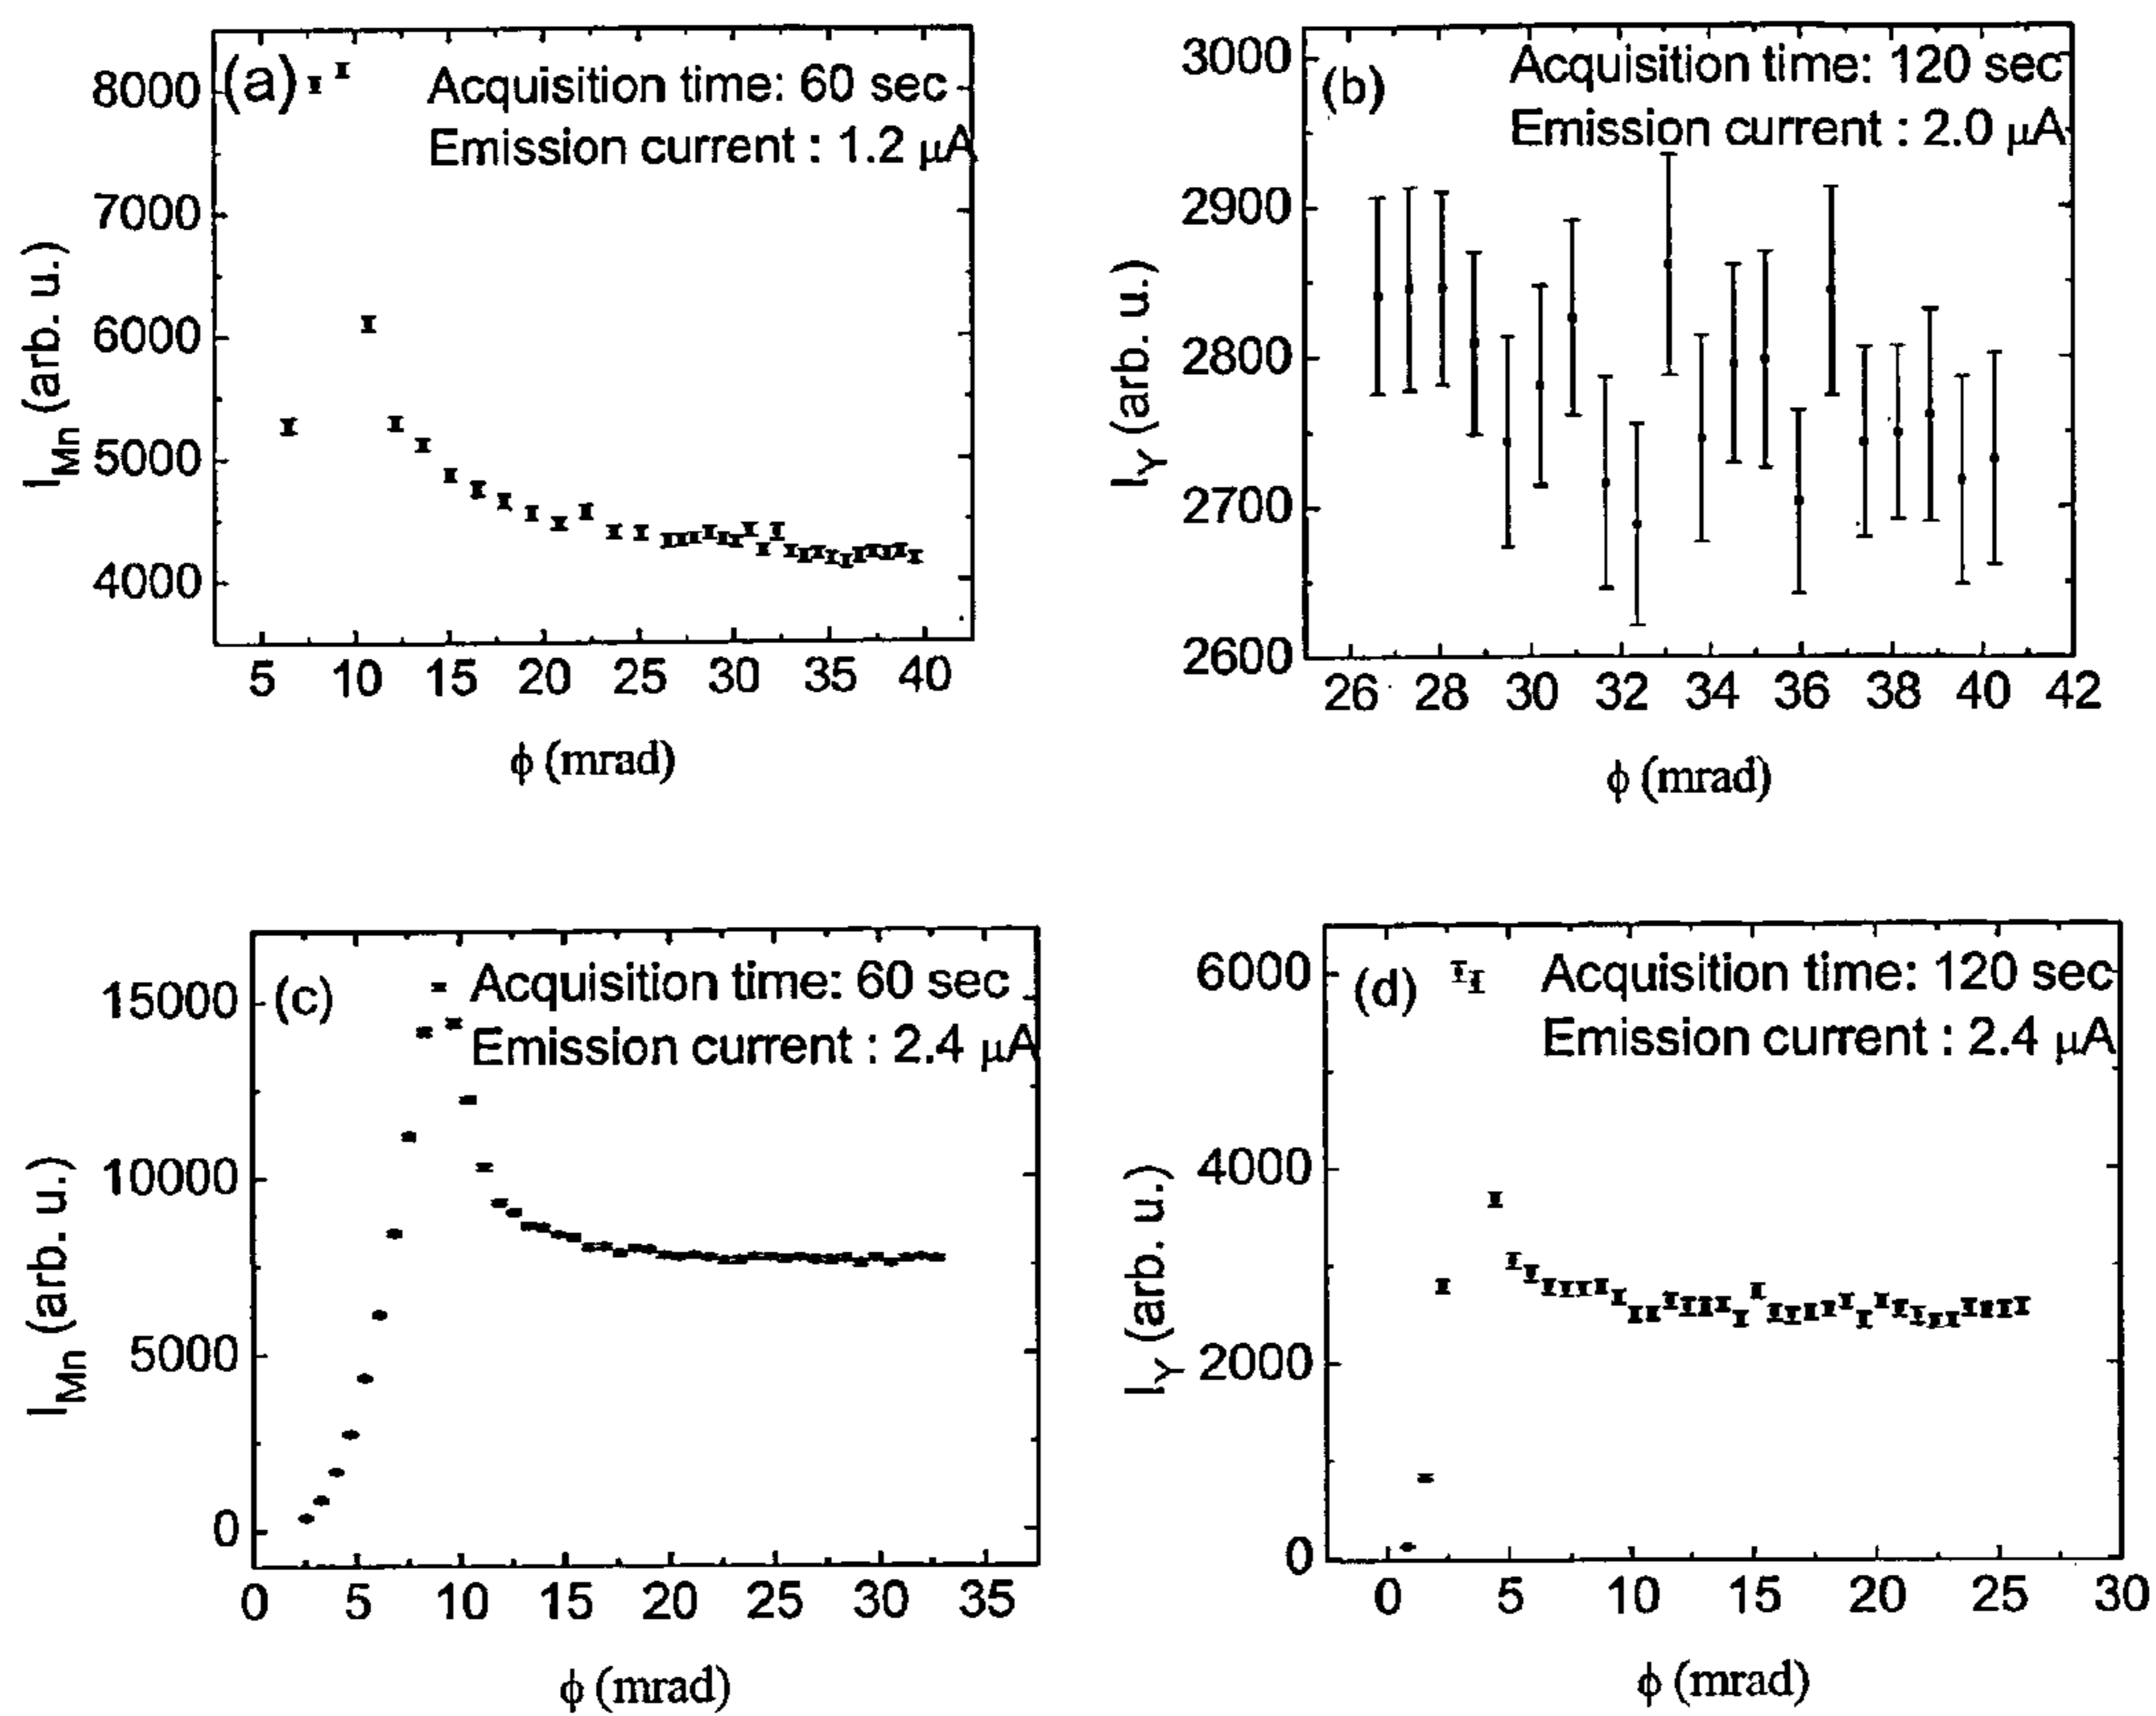 (a)
Acquisition time: 60 sec
Emission current : 1.2 μA
8000
7000
6000
5000
4000
I_Mn (arb. u.)
5 10 15 20 25 30 35 40
ϕ (mrad)
(b)
Acquisition time: 120 sec
Emission current : 2.0 μA
3000
2900
2800
2700
2600
I_Y (arb. u.)
26 28 30 32 34 36 38 40 42
ϕ (mrad)
(c)
Acquisition time: 60 sec
Emission current : 2.4 μA
15000
10000
5000
0
I_Mn (arb. u.)
0 5 10 15 20 25 30 35
ϕ (mrad)
(d)
Acquisition time: 120 sec
Emission current : 2.4 μA
6000
4000
2000
0
I_Y (arb. u.)
0 5 10 15 20 25 30
ϕ (mrad)